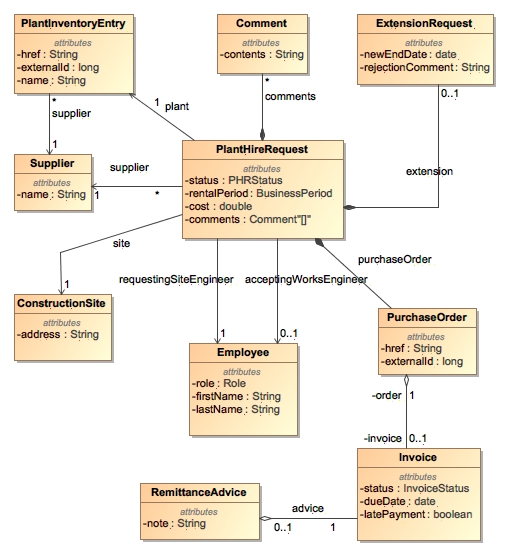 PlantInventoryEntry
attributes
-href : String
-externalId : long
-name : String
Comment
attributes
-contents : String
ExtensionRequest
attributes
-newEndDate : date
-rejectionComment : String
*
supplier
1
1 plant
*
comments
0..1
extension
Supplier
attributes
-name : String
supplier
1
*
PlantHireRequest
attributes
-status : PHRStatus
-rentalPeriod : BusinessPeriod
-cost : double
-comments : Comment"[]"
site
1
requestingSiteEngineer
1
acceptingWorksEngineer
0..1
purchaseOrder
ConstructionSite
attributes
-address : String
Employee
attributes
-role : Role
-firstName : String
-lastName : String
PurchaseOrder
attributes
-href : String
-externalId : long
-order 1
-invoice 0..1
Invoice
attributes
-status : InvoiceStatus
-dueDate : date
-latePayment : boolean
RemittanceAdvice
attributes
-note : String
advice
0..1 1